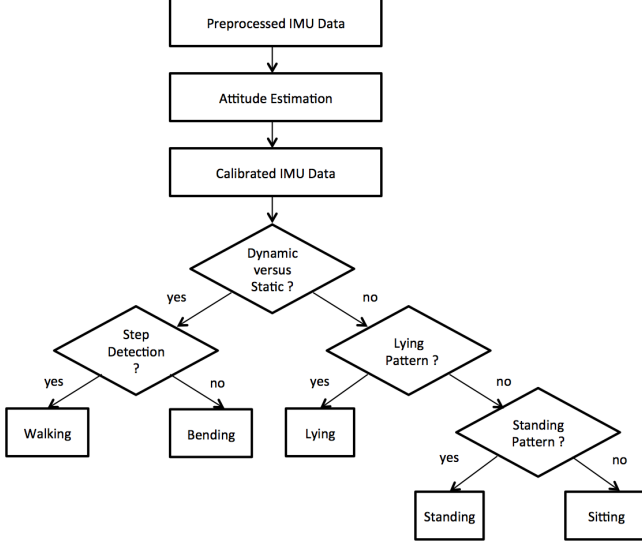 Preprocessed IMU Data
Attitude Estimation
Calibrated IMU Data
Dynamic
versus
Static ?
yes
no
Step
Detection
?
Lying
Pattern ?
yes
no
yes
no
Walking
Bending
Lying
Standing
Pattern ?
yes
no
Standing
Sitting